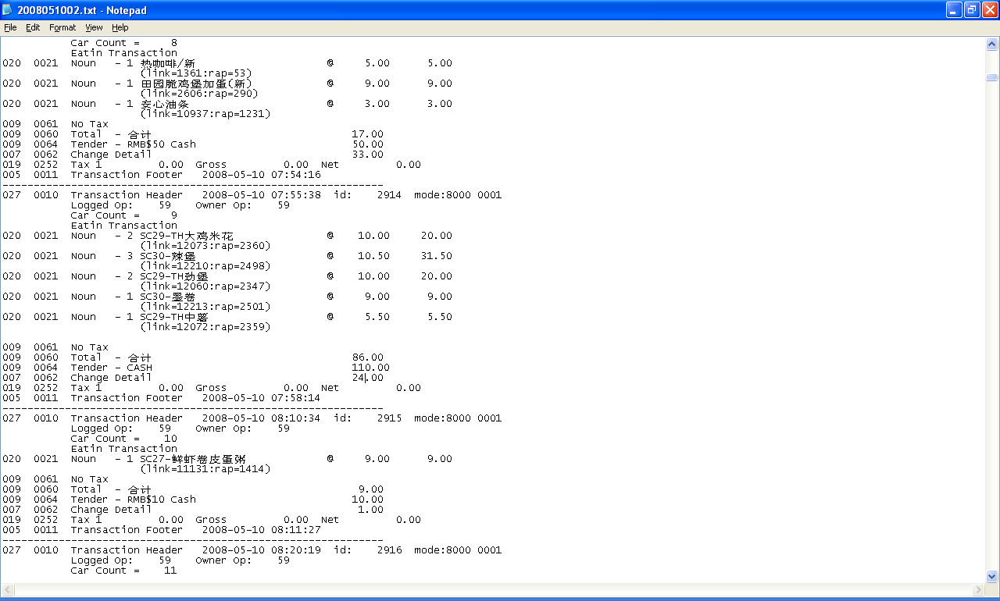 2008051002.txt - Notepad
File Edit Format View Help
Car Count = 8
Eatin Transaction
020 0021 Noun - 1 热咖啡/新 @ 5.00 5.00
(link=1361:rap=53)
020 0021 Noun - 1 田园脆鸡堡加蛋(新) @ 9.00 9.00
(link=2606:rap=290)
020 0021 Noun - 1 安心油条 @ 3.00 3.00
(link=10937:rap=1231)
009 0061 No Tax
009 0060 Total - 合计 17.00
009 0064 Tender - RMB$50 Cash 50.00
007 0062 Change Detail 33.00
019 0252 Tax 1 0.00 Gross 0.00 Net 0.00
005 0011 Transaction Footer 2008-05-10 07:54:16
-------------------------------------------------------------
027 0010 Transaction Header 2008-05-10 07:55:38 id: 2914 mode:8000 0001
Logged Op: 59 Owner Op: 59
Car Count = 9
Eatin Transaction
020 0021 Noun - 2 SC29-TH大鸡米花 @ 10.00 20.00
(link=12073:rap=2360)
020 0021 Noun - 3 SC30-辣堡 @ 10.50 31.50
(link=12210:rap=2498)
020 0021 Noun - 2 SC29-TH劲堡 @ 10.00 20.00
(link=12060:rap=2347)
020 0021 Noun - 1 SC30-墨卷 @ 9.00 9.00
(link=12213:rap=2501)
020 0021 Noun - 1 SC29-TH中薯 @ 5.50 5.50
(link=12072:rap=2359)
009 0061 No Tax
009 0060 Total - 合计 86.00
009 0064 Tender - CASH 110.00
007 0062 Change Detail 24.00
019 0252 Tax 1 0.00 Gross 0.00 Net 0.00
005 0011 Transaction Footer 2008-05-10 07:58:14
-------------------------------------------------------------
027 0010 Transaction Header 2008-05-10 08:10:34 id: 2915 mode:8000 0001
Logged Op: 59 Owner Op: 59
Car Count = 10
Eatin Transaction
020 0021 Noun - 1 SC27-鲜虾卷皮蛋粥 @ 9.00 9.00
(link=11131:rap=1414)
009 0061 No Tax
009 0060 Total - 合计 9.00
009 0064 Tender - RMB$10 Cash 10.00
007 0062 Change Detail 1.00
019 0252 Tax 1 0.00 Gross 0.00 Net 0.00
005 0011 Transaction Footer 2008-05-10 08:11:27
-------------------------------------------------------------
027 0010 Transaction Header 2008-05-10 08:20:19 id: 2916 mode:8000 0001
Logged Op: 59 Owner Op: 59
Car Count = 11